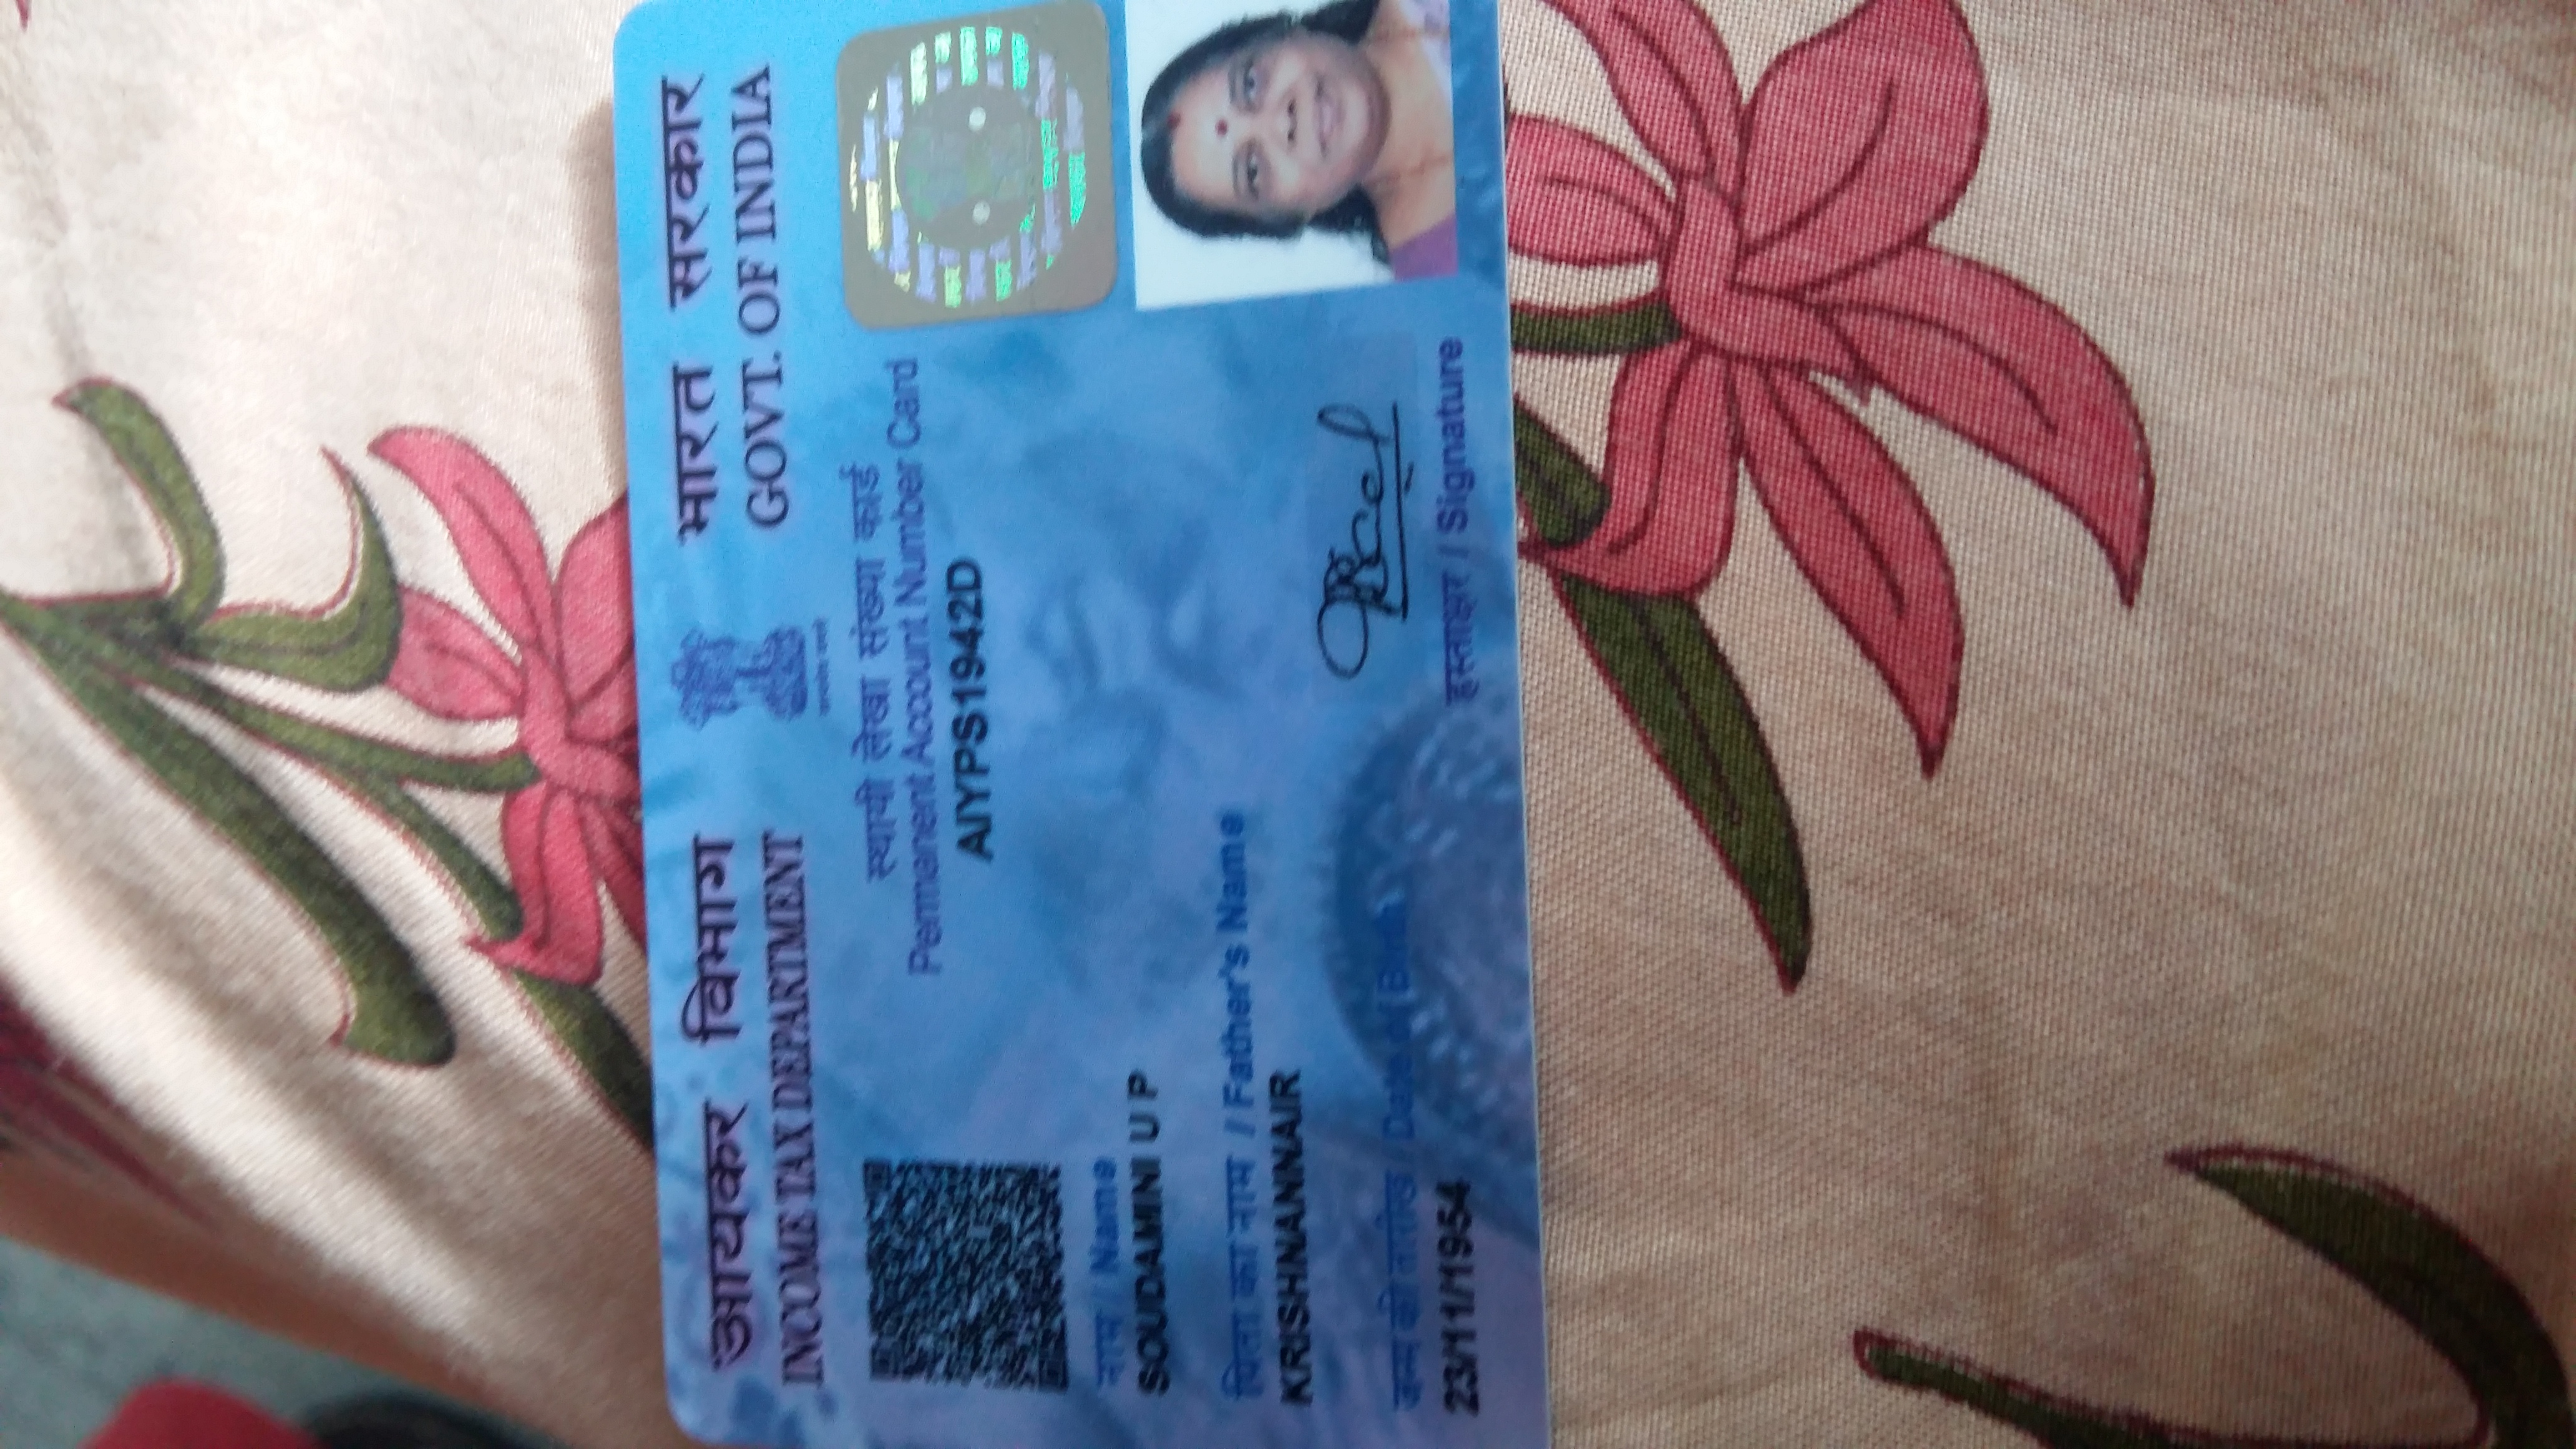 आयकर विभाग
INCOME TAX DEPARTMENT
भारत सरकार
GOVT. OF INDIA
स्थायी लेखा संख्या कार्ड
Permanent Account Number Card
AIYPS1942D
नाम / Name
SOUDAMINI U P
पिता का नाम / Father's Name
KRISHNANNAIR
जन्म की तारीख / Date of Birth
23/11/1954
हस्ताक्षर / Signature